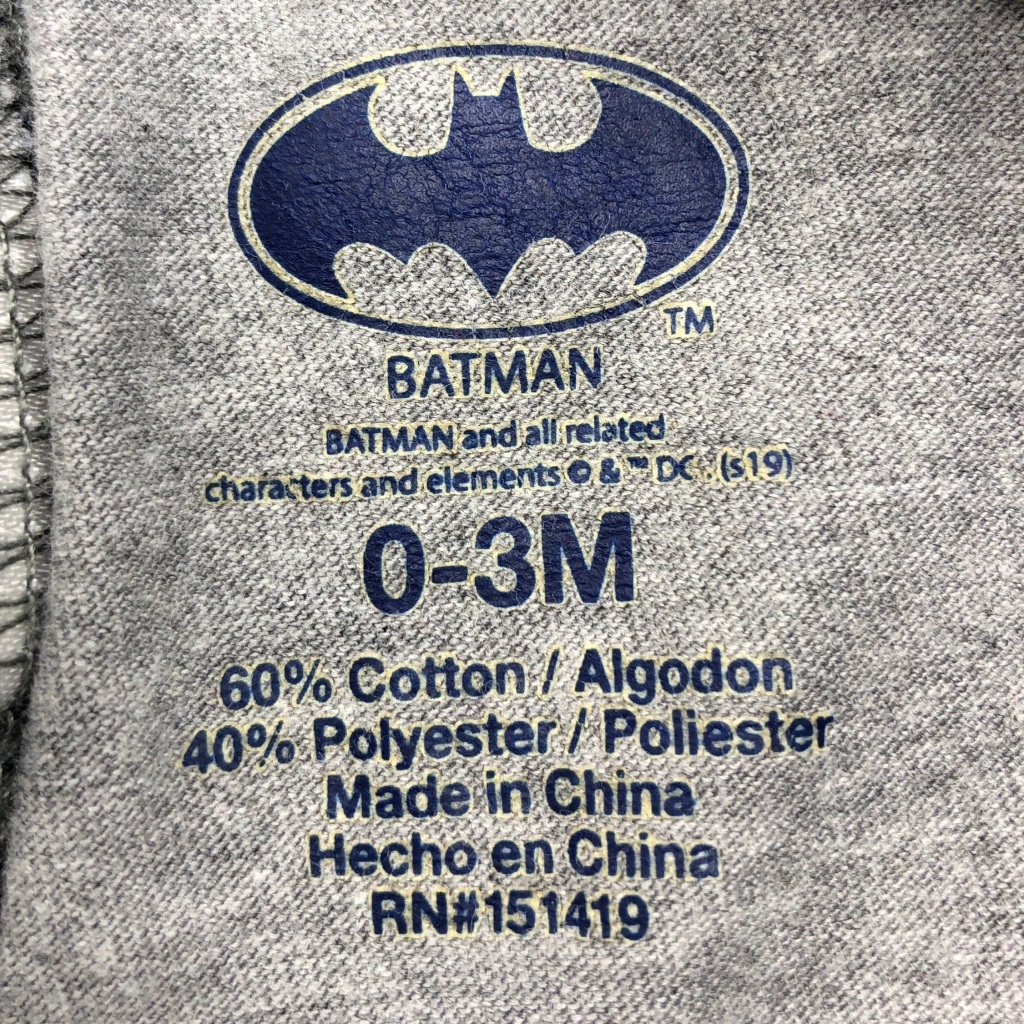 TM
BATMAN
BATMAN and all related
characters and elements © & ™ DC. (s19)
0-3M
60% Cotton / Algodon
40% Polyester / Poliester
Made in China
Hecho en China
RN#151419